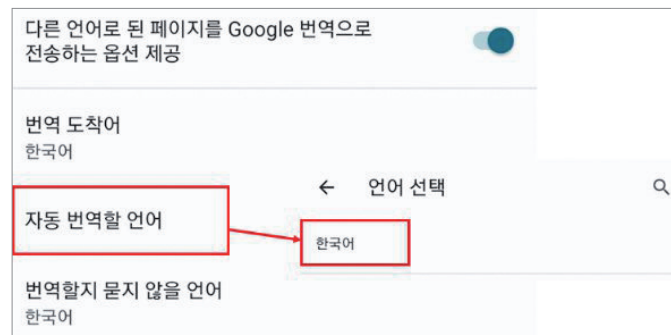 다른 언어로 된 페이지를 Google 번역으로
전송하는 옵션 제공
번역 도착어
한국어
자동 번역할 언어
← 언어 선택
한국어
번역할지 묻지 않을 언어
한국어